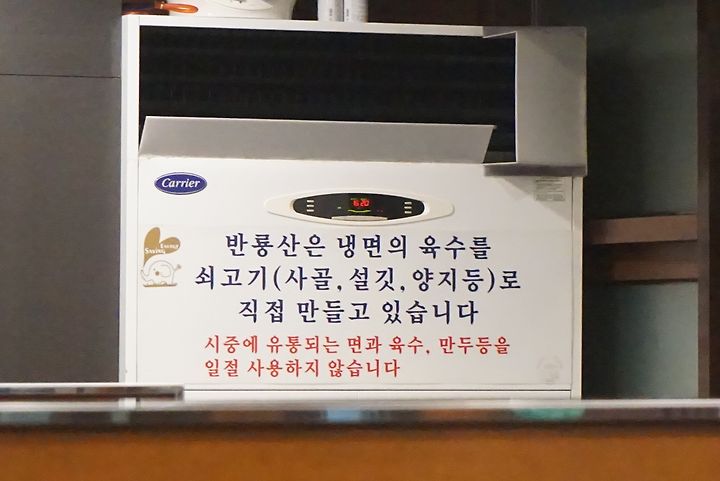 Carrier
반룡산은 냉면의 육수를
쇠고기(사골,설깃,양지등)로
직접 만들고 있습니다
시중에 유통되는 면과 육수, 만두등을
일절 사용하지 않습니다
SAVING ENERGY